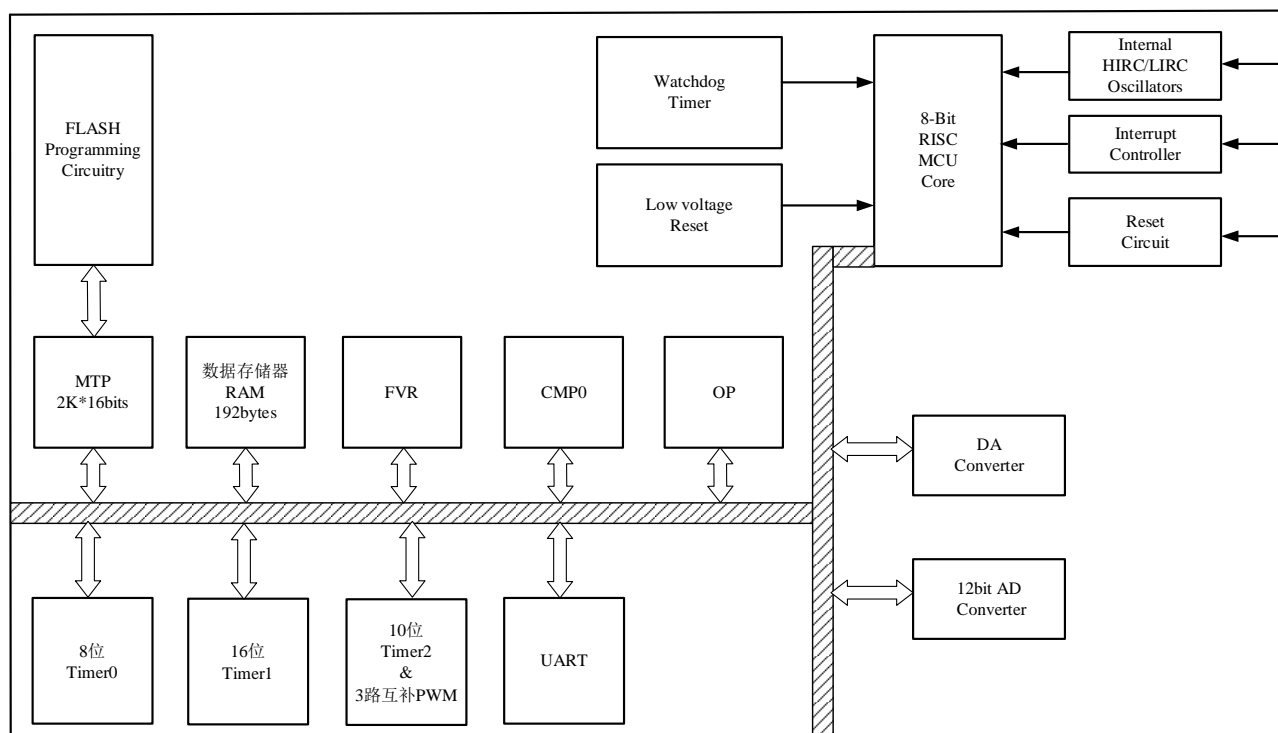 FLASH
Programming
Circuitry
Watchdog
Timer
Low voltage
Reset
8-Bit
RISC
MCU
Core
Internal
HIRC/LIRC
Oscillators
Interrupt
Controller
Reset
Circuit
MTP
2K*16bits
数据存储器
RAM
192bytes
FVR
CMP0
OP
DA
Converter
12bit AD
Converter
8位
Timer0
16位
Timer1
10位
Timer2
&
3路互补PWM
UART